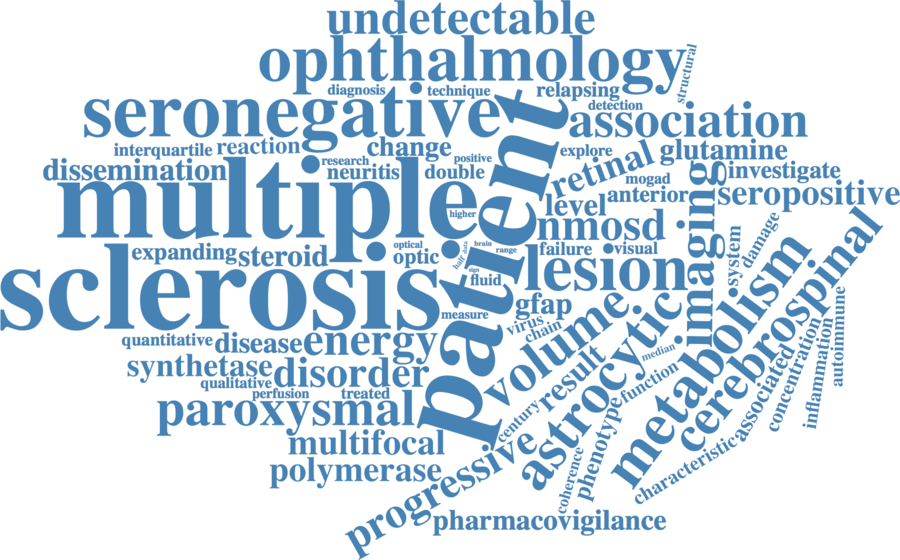 undetectable
ophthalmology
structural
diagnosis
technique
relapsing
detection
seronegative
association
interquartile
reaction
change
explore
retinal
glutamine
dissemination
research
neuritis
positive
double
patient
mogad
anterior
investigate
multiple
higher
level
seropositive
nmosd
imaging
expanding
steroid
optical
optic
half
data
brain
range
failure
visual
system
damage
sclerosis
sign
fluid
lesion
measure
gfap
virus
chain
volume
metabolism
cerebrospinal
quantitative
disease
energy
synthetase
qualitative
disorder
perfusion
treated
result
median
astrocytic
function
associated
concentration
inflammation
autoimmune
paroxysmal
century
phenotype
multifocal
polymerase
progressive
coherence
characteristic
pharmacovigilance